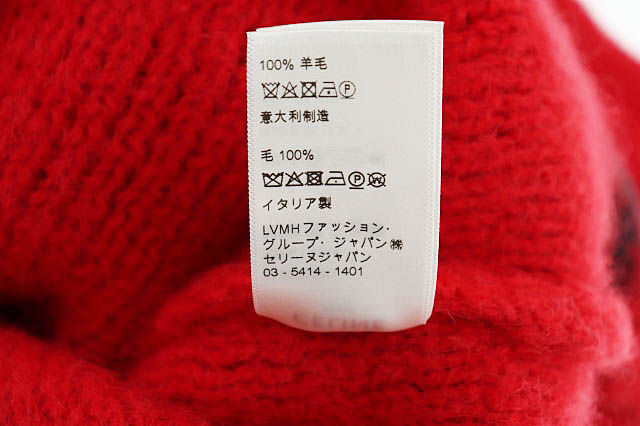 100% 羊毛
意大利制造
毛 100%
イタリア製
LVMHファッション・
グループ・ジャパン㈱
セリーヌジャパン
03 - 5414 - 1401